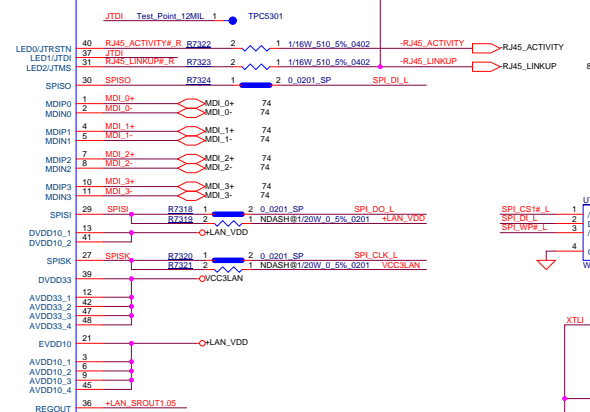 JTDI Test_Point_12MIL 1 TPC5301
LED0/JTRSTN 40 RJ45_ACTIVITY#_R R7322 2 1 1/16W_510_5%_0402 -RJ45_ACTIVITY -RJ45_ACTIVITY
LED1/JTDI 37 JTDI
LED2/JTMS 31 RJ45_LINKUP#_R R7323 2 1 1/16W_510_5%_0402 -RJ45_LINKUP -RJ45_LINKUP 8
SPISO 30 SPISO R7324 1 2 0_0201_SP SPI_DI_L
MDIP0 1 MDI_0+ MDI_0+ 74
MDIN0 2 MDI_0- MDI_0- 74
MDIP1 4 MDI_1+ MDI_1+ 74
MDIN1 5 MDI_1- MDI_1- 74
MDIP2 7 MDI_2+ MDI_2+ 74
MDIN2 8 MDI_2- MDI_2- 74
MDIP3 10 MDI_3+ MDI_3+ 74
MDIN3 11 MDI_3- MDI_3- 74
SPISI 29 SPISI R7318 1 2 0_0201_SP SPI_DO_L
R7319 2 1 NDASH@1/20W_0_5%_0201 +LAN_VDD
DVDD10_1 13 +LAN_VDD
DVDD10_2 41
SPISK 27 SPISK R7320 1 2 0_0201_SP SPI_CLK_L
R7321 2 1 NDASH@1/20W_0_5%_0201 VCC3LAN
DVDD33 39 VCC3LAN
AVDD33_1 12
AVDD33_2 42
AVDD33_3 47
AVDD33_4 48
EVDD10 21 +LAN_VDD
AVDD10_1 3
AVDD10_2 6
AVDD10_3 9
AVDD10_4 45
REGOUT 36 +LAN_SROUT1.05
U
SPI_CS1#_L 1 /
SPI_DI_L 2 D
SPI_WP#_L 3 /
4 G
W
XTLI